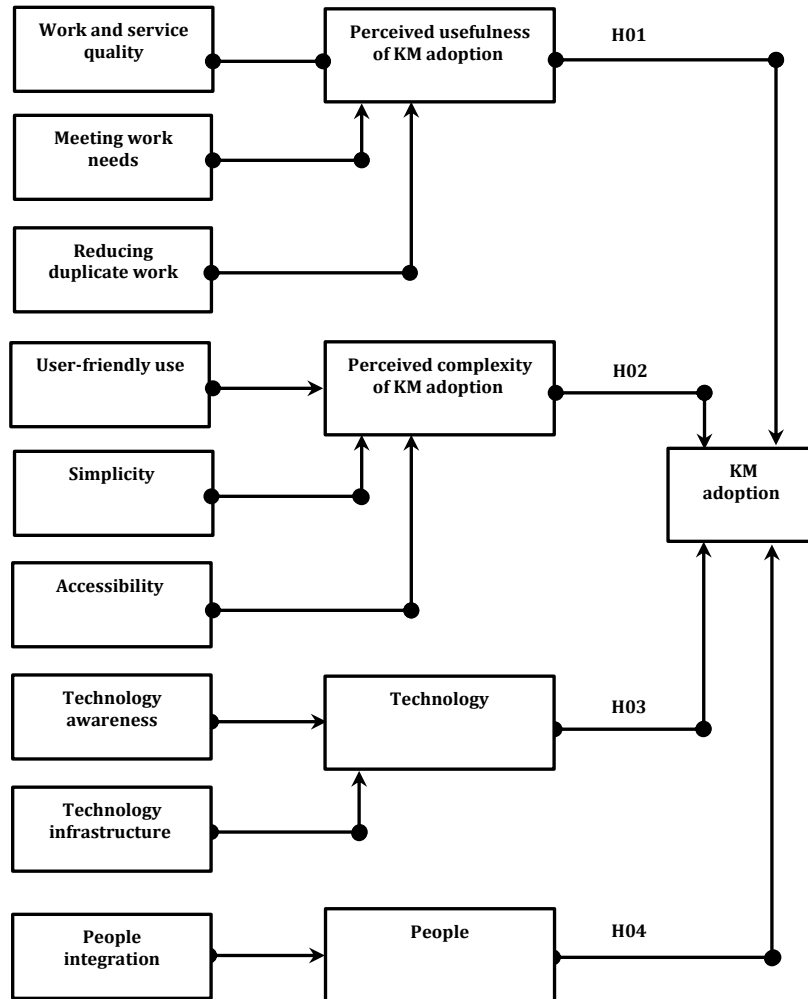 Work and service
quality
Perceived usefulness
of KM adoption
H01
Meeting work
needs
Reducing
duplicate work
User-friendly use
Perceived complexity
of KM adoption
H02
Simplicity
KM
adoption
Accessibility
Technology
awareness
Technology
H03
Technology
infrastructure
People
integration
People
H04